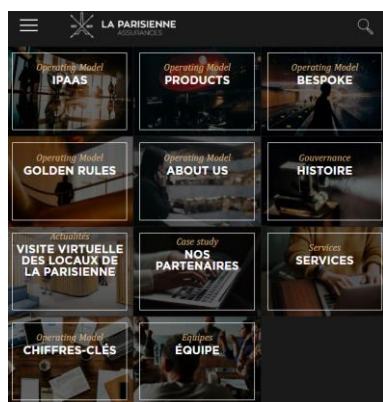 LA PARISIENNE
ASSURANCES
Operating Model
IPAAS
Operating Model
PRODUCTS
Operating Model
BESPOKE
Operating Model
GOLDEN RULES
Operating Model
ABOUT US
Gouvernance
HISTOIRE
Actualités
VISITE VIRTUELLE
DES LOCAUX DE
LA PARISIENNE
Case study
NOS
PARTENAIRES
Services
SERVICES
Operating Model
CHIFFRES-CLÉS
Equipes
ÉQUIPE